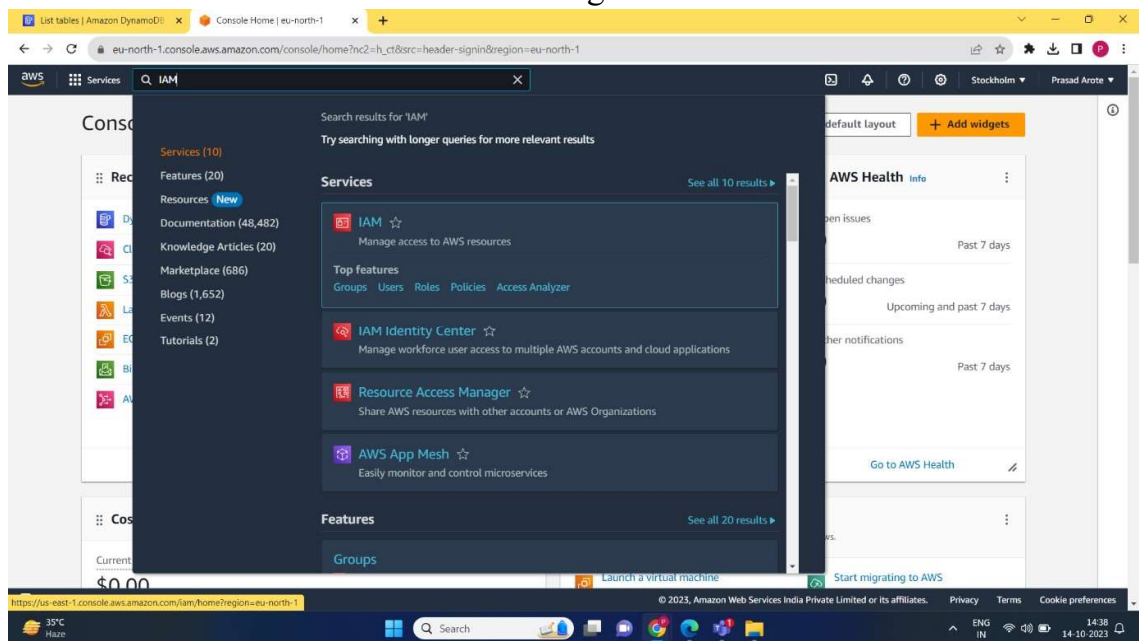 List tables | Amazon DynamoDB
Console Home | eu-north-1
eu-north-1.console.aws.amazon.com/console/home?nc2=h_ct&src=header-signin&region=eu-north-1
P
aws
Services
IAM
Stockholm
Prasad Arote
Search results for 'IAM'
Try searching with longer queries for more relevant results
default layout
+ Add widgets
Services (10)
Features (20)
Resources New
Documentation (48,482)
Knowledge Articles (20)
Marketplace (686)
Blogs (1,652)
Events (12)
Tutorials (2)
Services
See all 10 results
IAM
Manage access to AWS resources
Top features
Groups Users Roles Policies Access Analyzer
IAM Identity Center
Manage workforce user access to multiple AWS accounts and cloud applications
Resource Access Manager
Share AWS resources with other accounts or AWS Organizations
AWS App Mesh
Easily monitor and control microservices
Features
See all 20 results
Groups
AWS Health Info
Past 7 days
Upcoming and past 7 days
notifications
Past 7 days
Go to AWS Health
Current
$0.00
Launch a virtual machine
Start migrating to AWS
https://us-east-1.console.aws.amazon.com/iam/home?region=eu-north-1
© 2023, Amazon Web Services India Private Limited or its affiliates.
Privacy
Terms
Cookie preferences
35°C
Haze
Search
ENG
IN
14:38
14-10-2023